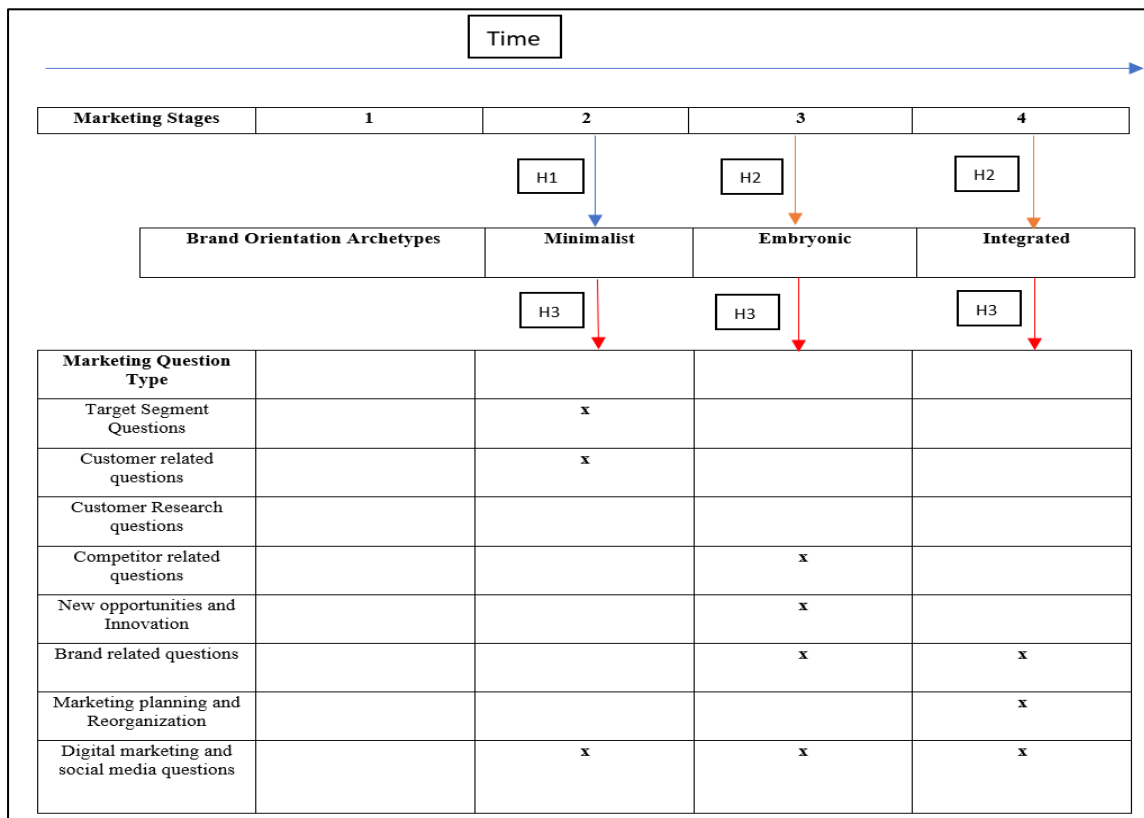 Time
Marketing Stages 1 2 3 4
H1 H2 H2
Brand Orientation Archetypes Minimalist Embryonic Integrated
H3 H3 H3
Marketing Question
Type
Target Segment
Questions x
Customer related
questions x
Customer Research
questions
Competitor related
questions x
New opportunities and
Innovation x
Brand related questions x x
Marketing planning and
Reorganization x
Digital marketing and
social media questions x x x